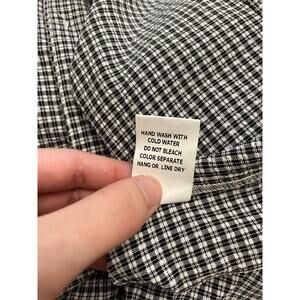 HAND WASH WITH
COLD WATER
DO NOT BLEACH
COLOR SEPARATE
HANG OR LINE DRY